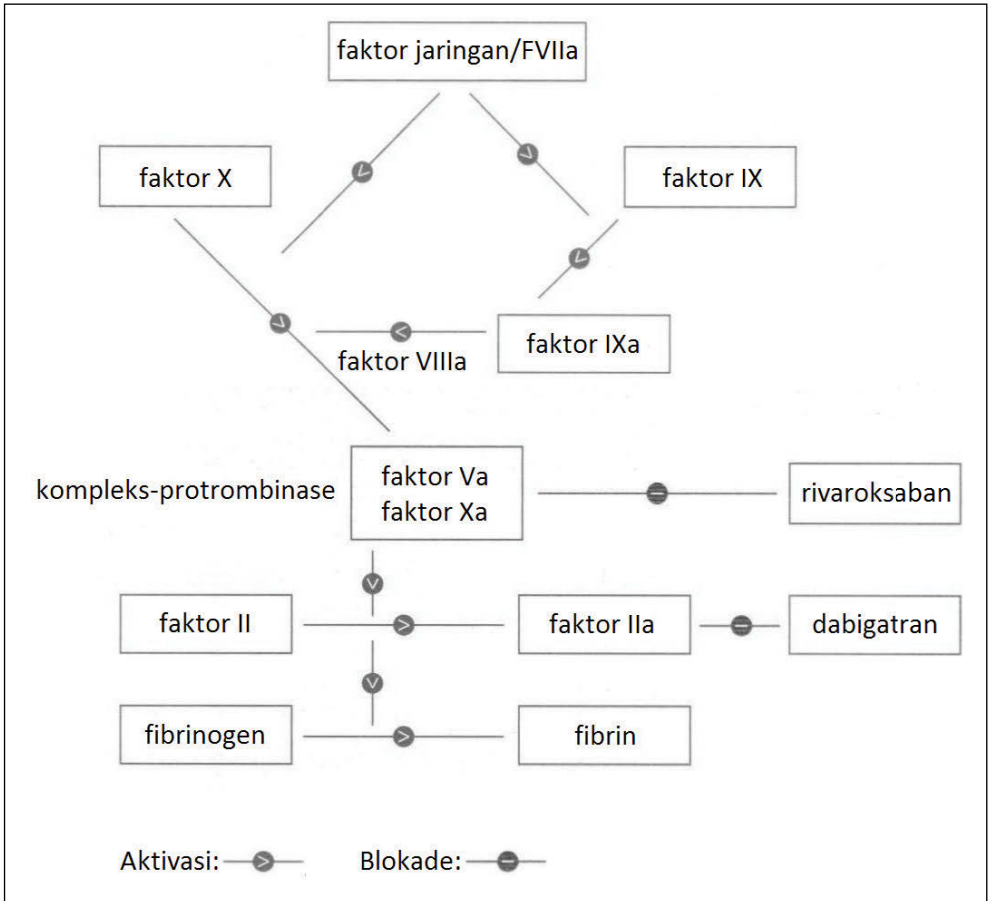 faktor jaringan/FVIIa
faktor X
faktor IX
faktor VIIIa
faktor IXa
kompleks-protrombinase
faktor Va
faktor Xa
rivaroksaban
faktor II
faktor IIa
dabigatran
fibrinogen
fibrin
Aktivasi:
Blokade: